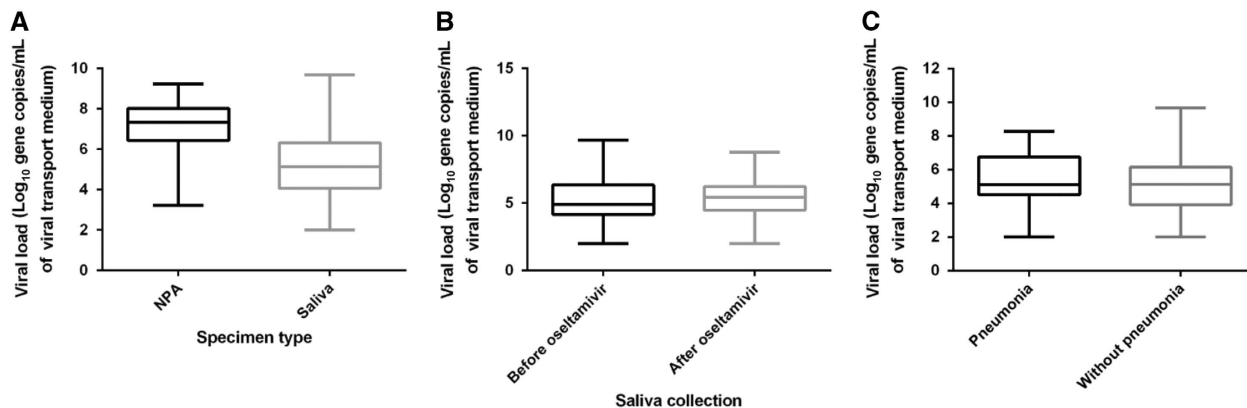 A
Viral load (Log₁₀ gene copies/mL
of viral transport medium)
10
8
6
4
2
0
NPA
Saliva
Specimen type
B
Viral load (Log₁₀ gene copies/mL
of viral transport medium)
15
10
5
0
Before oseltamivir
After oseltamivir
Saliva collection
C
Viral load (Log₁₀ gene copies/mL
of viral transport medium)
12
10
8
6
4
2
0
Pneumonia
Without pneumonia